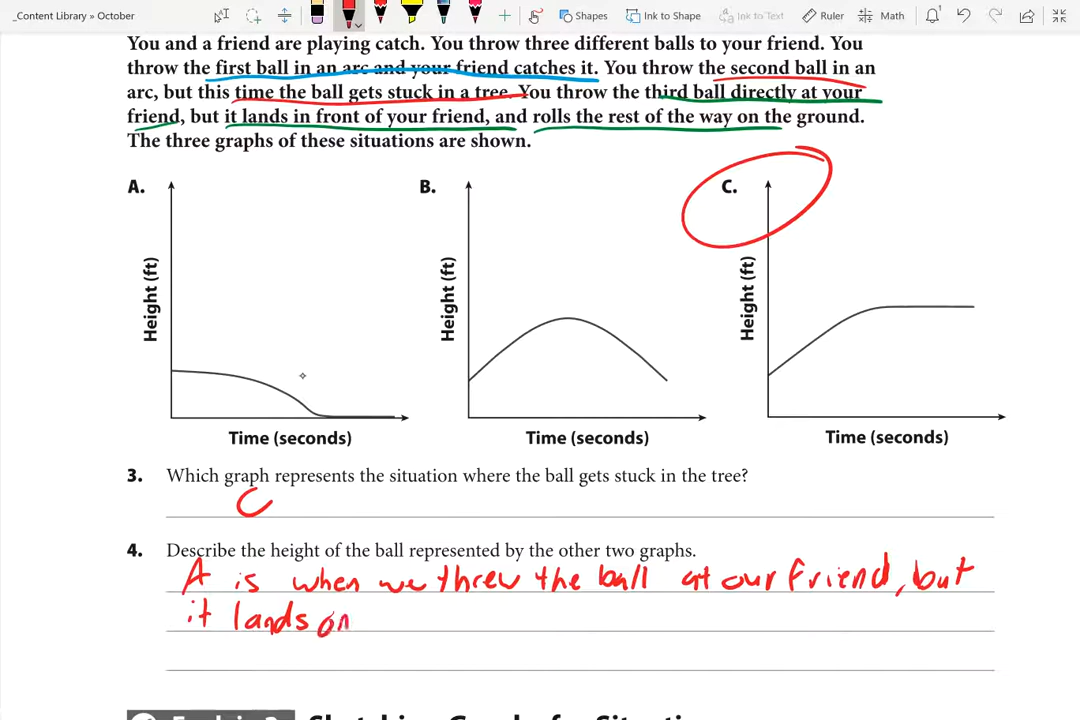 _Content Library » October
Shapes
Ink to Shape
Ink to Text
Ruler
Math
You and a friend are playing catch. You throw three different balls to your friend. You
throw the first ball in an arc and your friend catches it. You throw the second ball in an
arc, but this time the ball gets stuck in a tree. You throw the third ball directly at your
friend, but it lands in front of your friend, and rolls the rest of the way on the ground.
The three graphs of these situations are shown.
A.
B.
C.
Height (ft)
Height (ft)
Height (ft)
Time (seconds)
Time (seconds)
Time (seconds)
3. Which graph represents the situation where the ball gets stuck in the tree?
C
4. Describe the height of the ball represented by the other two graphs.
A is when we threw the ball at our friend, but
it lands on